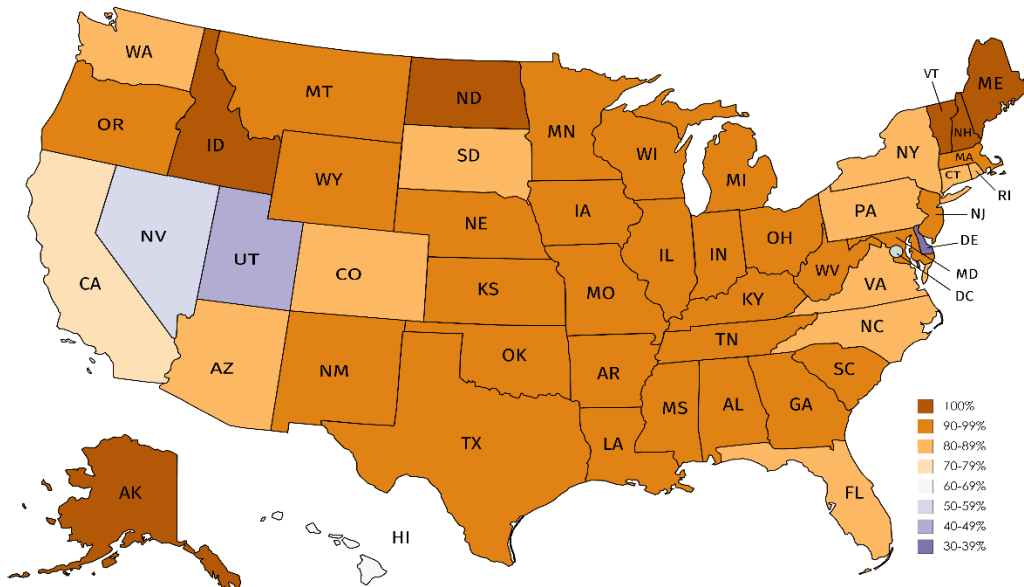 WA
MT
ND
MN
VT
ME
OR
ID
WY
SD
WI
MI
NY
NH
MA
CT
RI
NV
UT
CO
NE
IA
IL
IN
OH
PA
NJ
DE
MD
DC
CA
KS
MO
KY
WV
VA
AZ
NM
OK
AR
TN
NC
SC
TX
LA
MS
AL
GA
FL
AK
HI
100%
90-99%
80-89%
70-79%
60-69%
50-59%
40-49%
30-39%